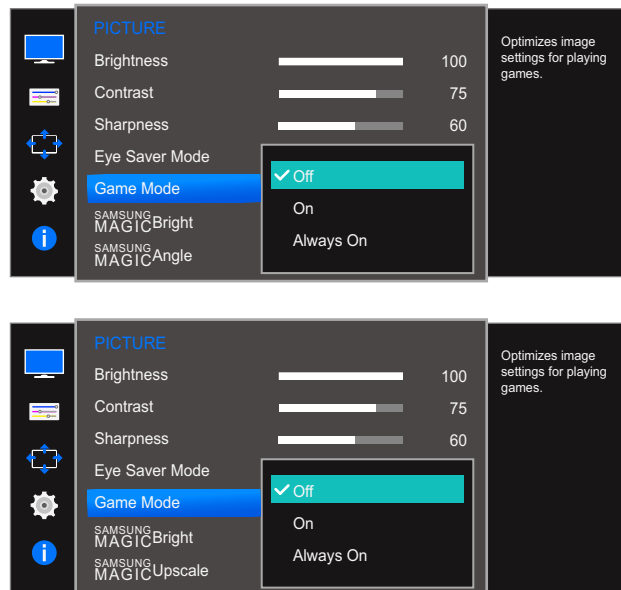 PICTURE
Brightness 100
Contrast 75
Sharpness 60
Eye Saver Mode
Game Mode
SAMSUNG
MAGICBright
SAMSUNG
MAGICAngle
Off
On
Always On
Optimizes image
settings for playing
games.
PICTURE
Brightness 100
Contrast 75
Sharpness 60
Eye Saver Mode
Game Mode
SAMSUNG
MAGICBright
SAMSUNG
MAGICUpscale
Off
On
Always On
Optimizes image
settings for playing
games.